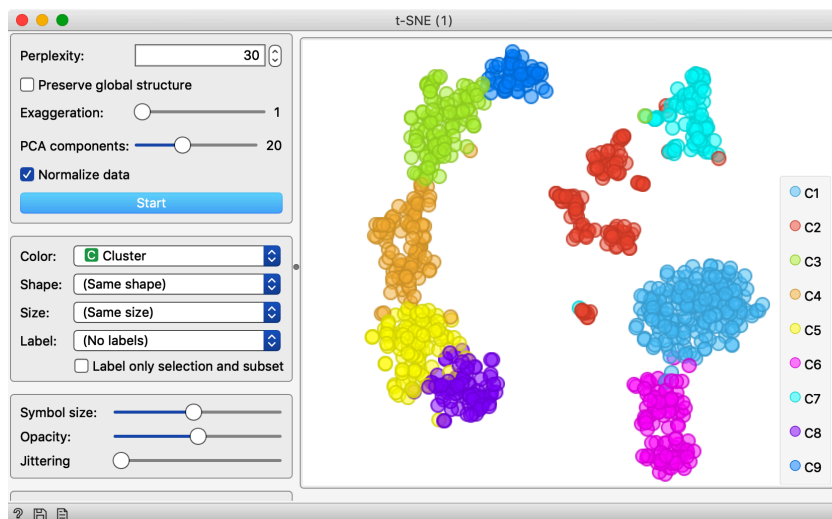 t-SNE (1)
Perplexity: 30
Preserve global structure
Exaggeration: 1
PCA components: 20
Normalize data
Start
Color: C Cluster
Shape: (Same shape)
Size: (Same size)
Label: (No labels)
Label only selection and subset
Symbol size:
Opacity:
Jittering
C1
C2
C3
C4
C5
C6
C7
C8
C9
?